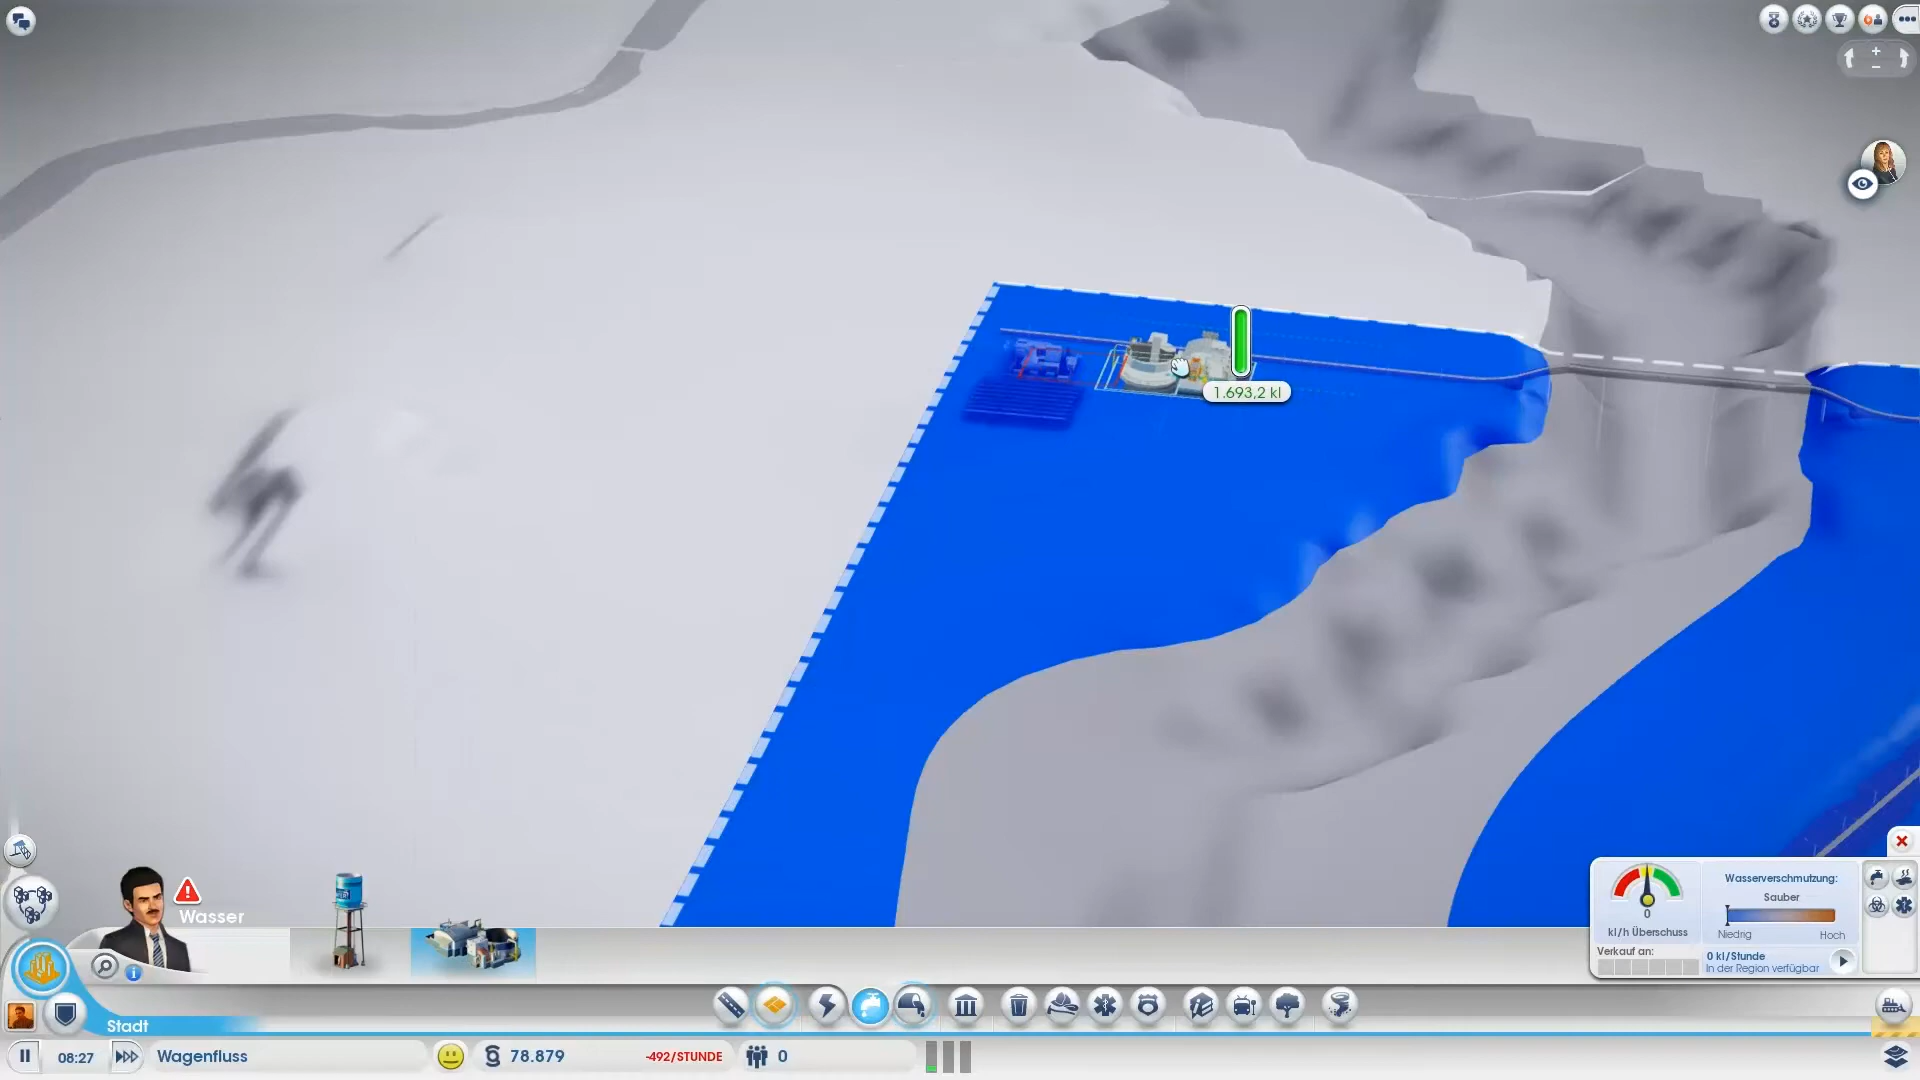 1.693,2 kl
Wasser
Wasserverschmutzung:
Sauber
0
kl/h Überschuss
Niedrig
Hoch
Verkauf an:
0 kl/Stunde
In der Region verfügbar
Stadt
08:27
Wagenfluss
78.879
-492/STUNDE
0